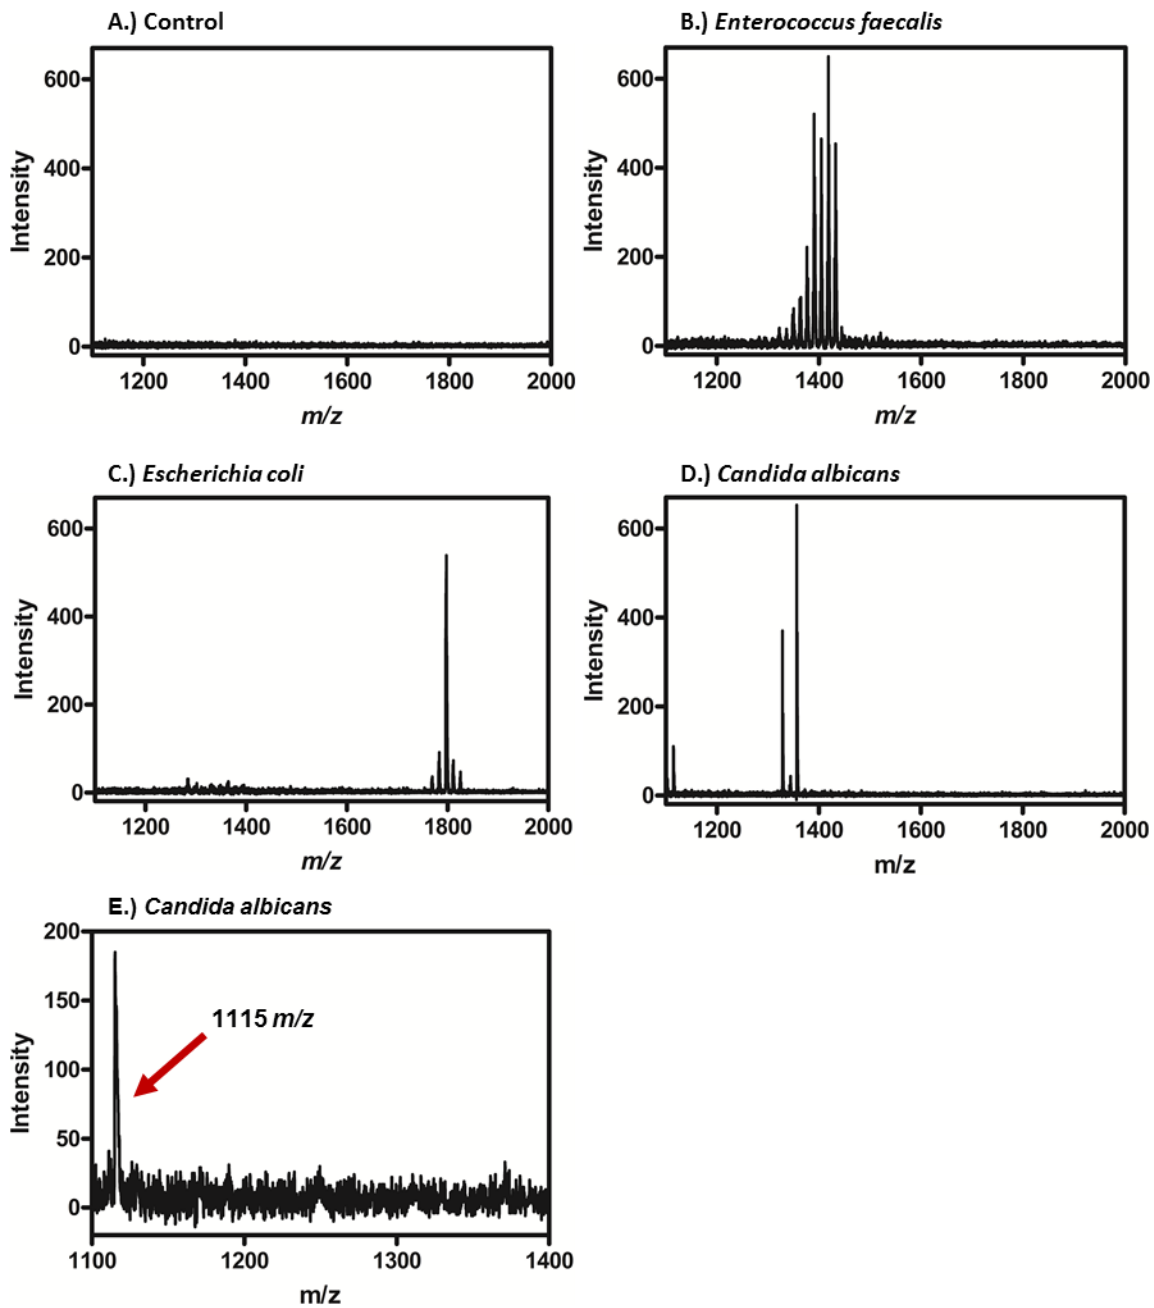 A.) Control
600
400
200
0
Intensity
1200 1400 1600 1800 2000
m/z
B.) Enterococcus faecalis
600
400
200
0
Intensity
1200 1400 1600 1800 2000
m/z
C.) Escherichia coli
600
400
200
0
Intensity
1200 1400 1600 1800 2000
m/z
D.) Candida albicans
600
400
200
0
Intensity
1200 1400 1600 1800 2000
m/z
E.) Candida albicans
200
150
100
50
0
Intensity
1115 m/z
1100 1200 1300 1400
m/z